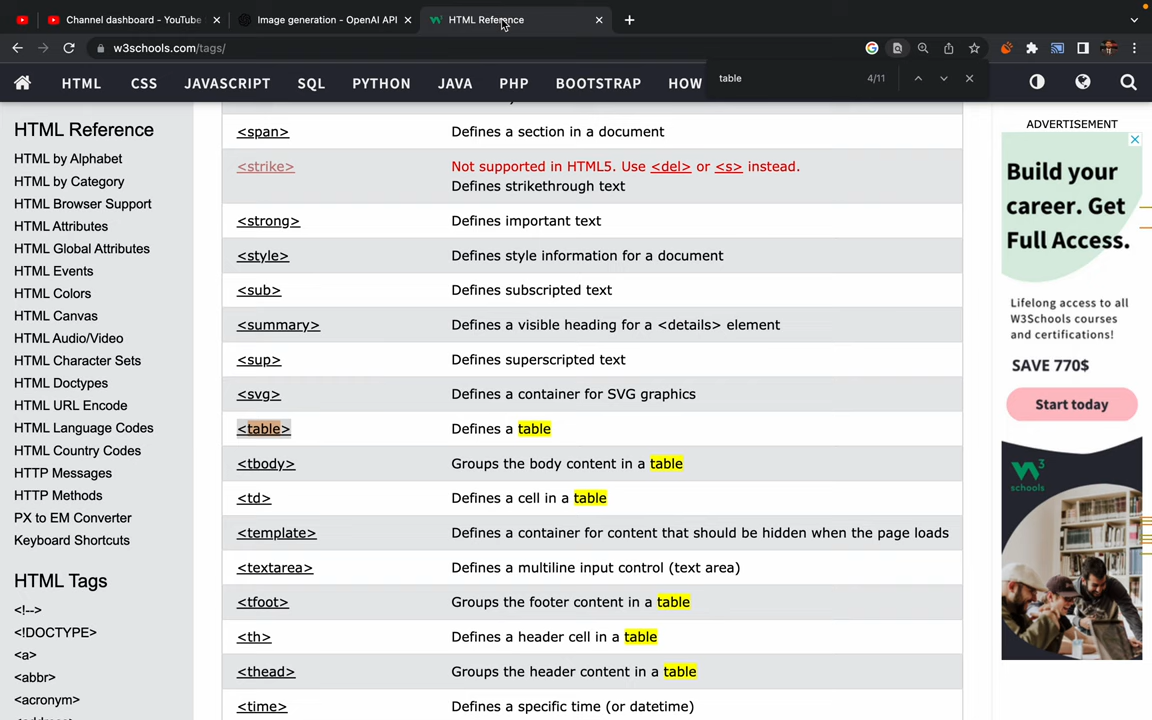 Channel dashboard - YouTube
Image generation - OpenAI API
HTML Reference
w3schools.com/tags/
HTML CSS JAVASCRIPT SQL PYTHON JAVA PHP BOOTSTRAP HOW
table 4/11
HTML Reference
HTML by Alphabet
HTML by Category
HTML Browser Support
HTML Attributes
HTML Global Attributes
HTML Events
HTML Colors
HTML Canvas
HTML Audio/Video
HTML Character Sets
HTML Doctypes
HTML URL Encode
HTML Language Codes
HTML Country Codes
HTTP Messages
HTTP Methods
PX to EM Converter
Keyboard Shortcuts
HTML Tags
<!-->
<!DOCTYPE>
<a>
<abbr>
<acronym>
<span> Defines a section in a document
<strike> Not supported in HTML5. Use <del> or <s> instead.
Defines strikethrough text
<strong> Defines important text
<style> Defines style information for a document
<sub> Defines subscripted text
<summary> Defines a visible heading for a <details> element
<sup> Defines superscripted text
<svg> Defines a container for SVG graphics
<table> Defines a table
<tbody> Groups the body content in a table
<td> Defines a cell in a table
<template> Defines a container for content that should be hidden when the page loads
<textarea> Defines a multiline input control (text area)
<tfoot> Groups the footer content in a table
<th> Defines a header cell in a table
<thead> Groups the header content in a table
<time> Defines a specific time (or datetime)
ADVERTISEMENT
Build your
career. Get
Full Access.
Lifelong access to all
W3Schools courses
and certifications!
SAVE 770$
Start today
W3
schools